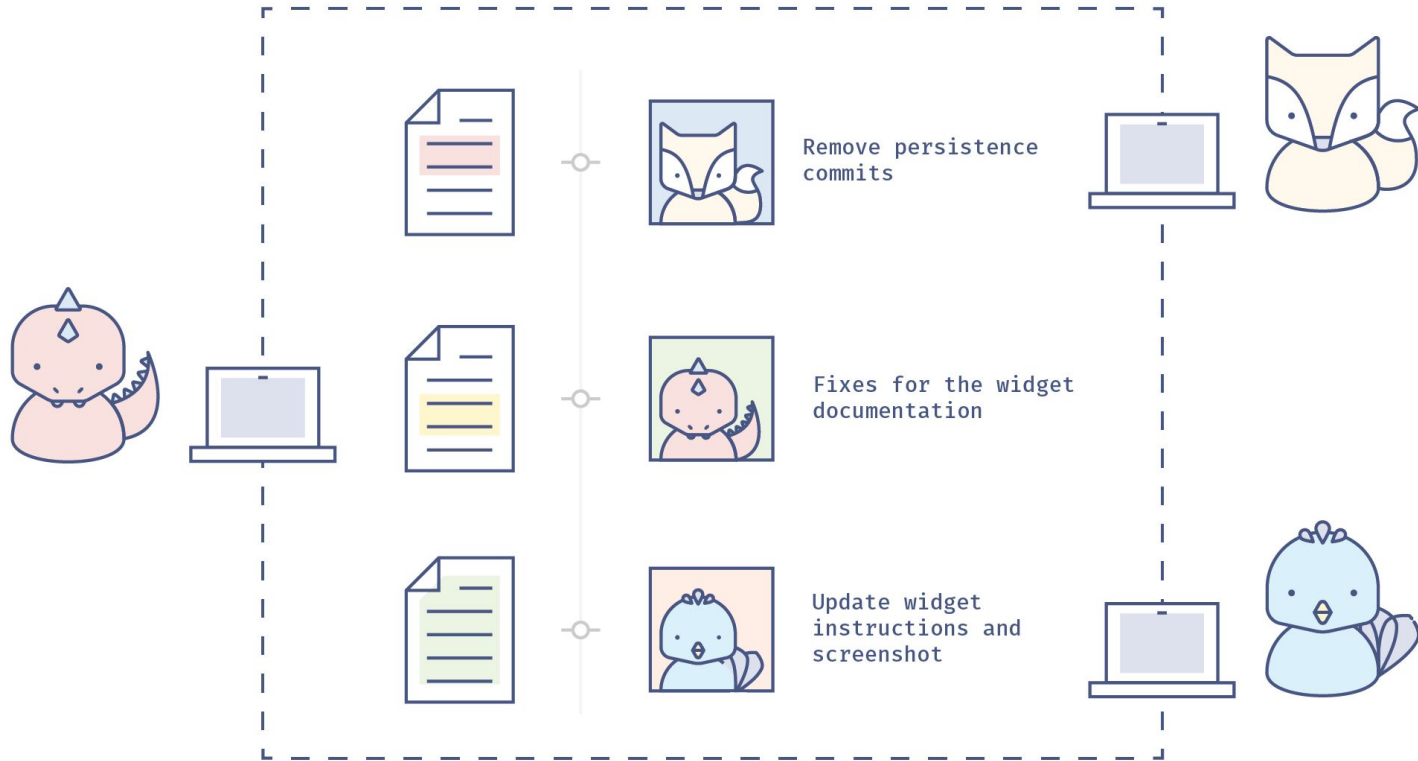 Remove persistence
commits
Fixes for the widget
documentation
Update widget
instructions and
screenshot